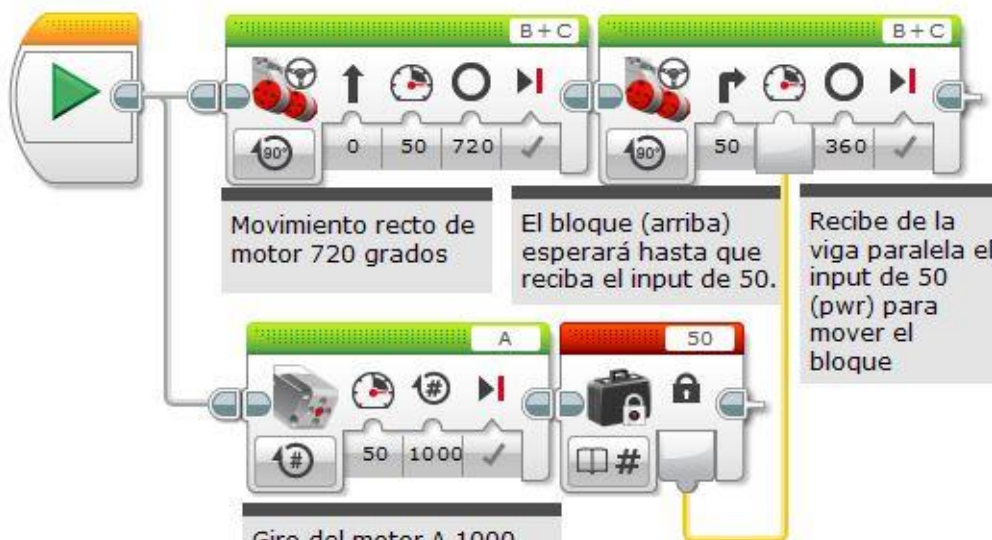 B + C
B + C
90°
0
50
720
90°
50
360
Movimiento recto de
motor 720 grados
El bloque (arriba)
esperará hasta que
reciba el input de 50.
Recibe de la
viga paralela el
input de 50
(pwr) para
mover el
bloque
A
50
#
#
50
1000
#
Giro del motor A 1000